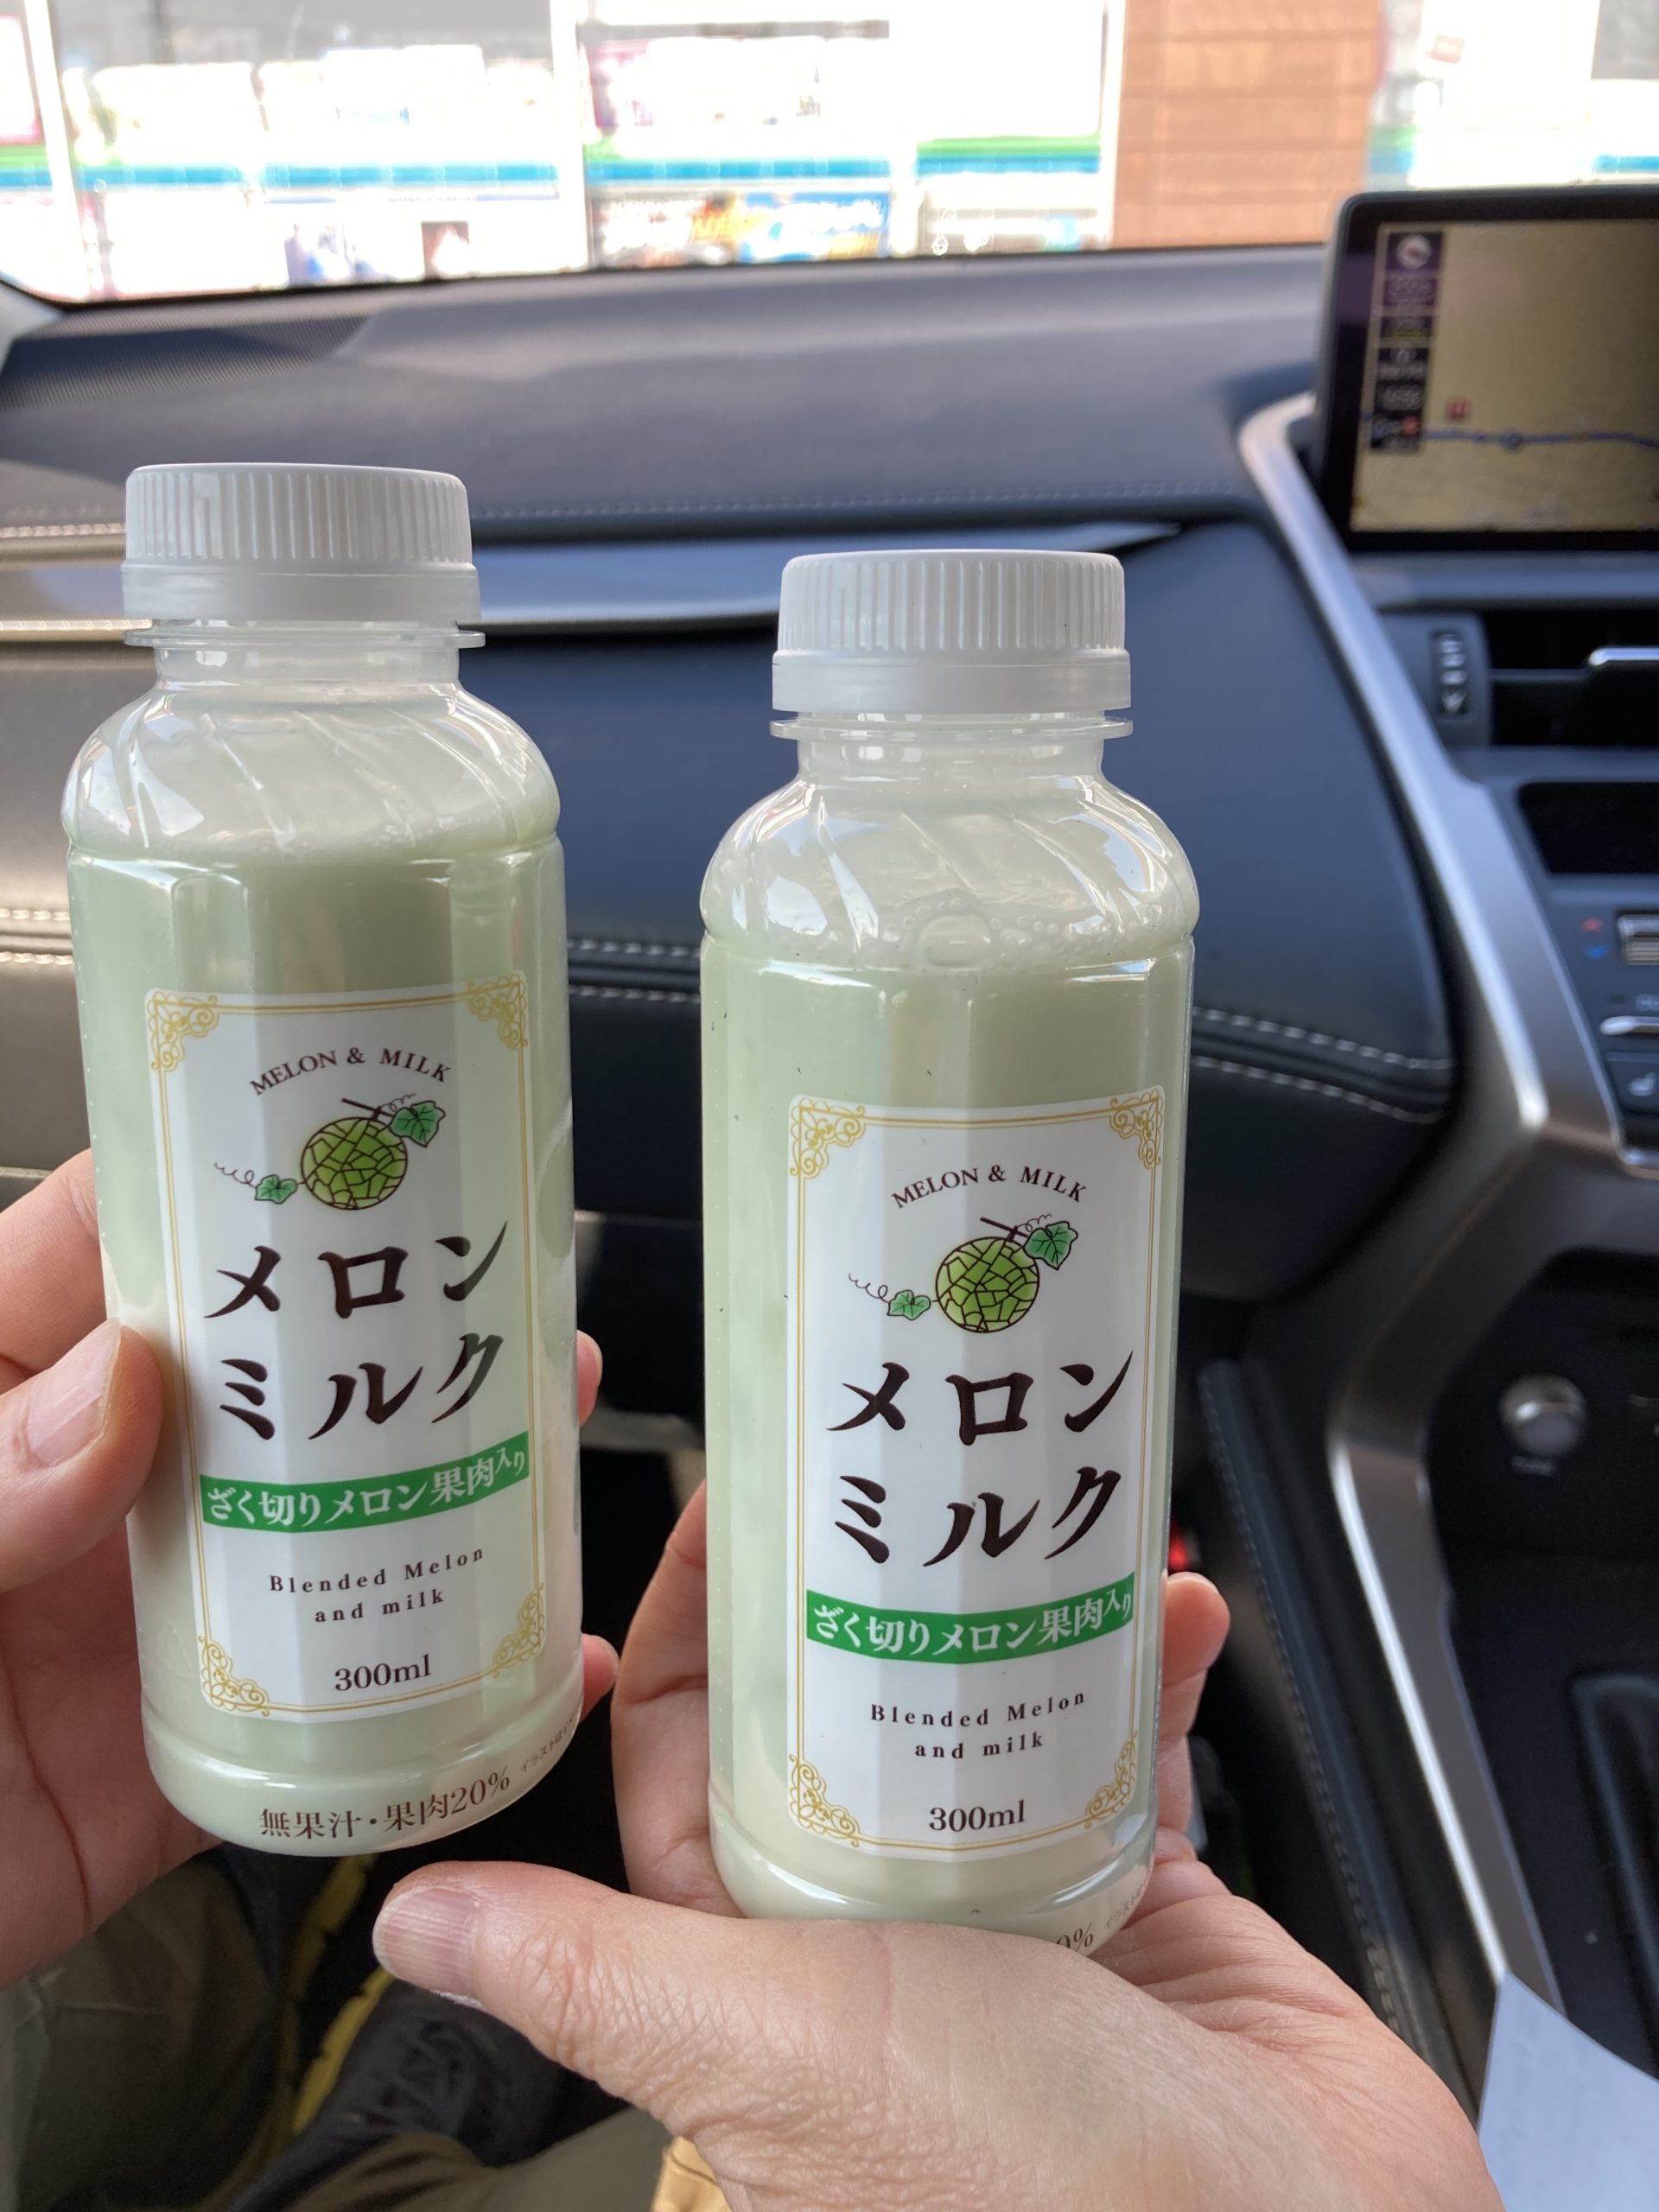 MELON & MILK
メロン
ミルク
ざく切りメロン果肉入り
Blended Melon
and milk
300ml
無果汁・果肉20%
MELON & MILK
メロン
ミルク
ざく切りメロン果肉入り
Blended Melon
and milk
300ml